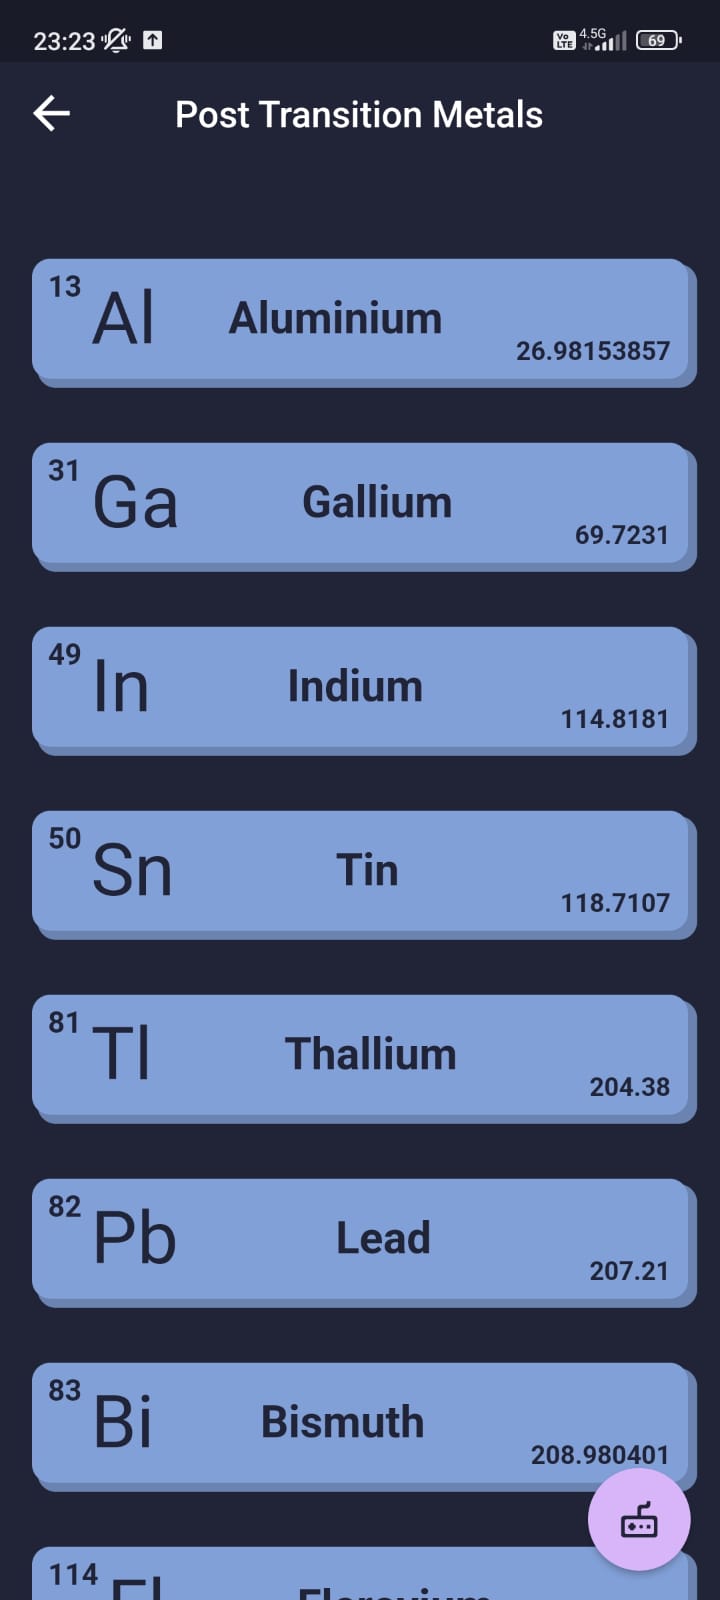 23:23
Vo LTE 4.5G 69
Post Transition Metals
13
Al Aluminium
26.98153857
31
Ga Gallium
69.7231
49
In Indium
114.8181
50
Sn Tin
118.7107
81
Tl Thallium
204.38
82
Pb Lead
207.21
83
Bi Bismuth
208.980401
114